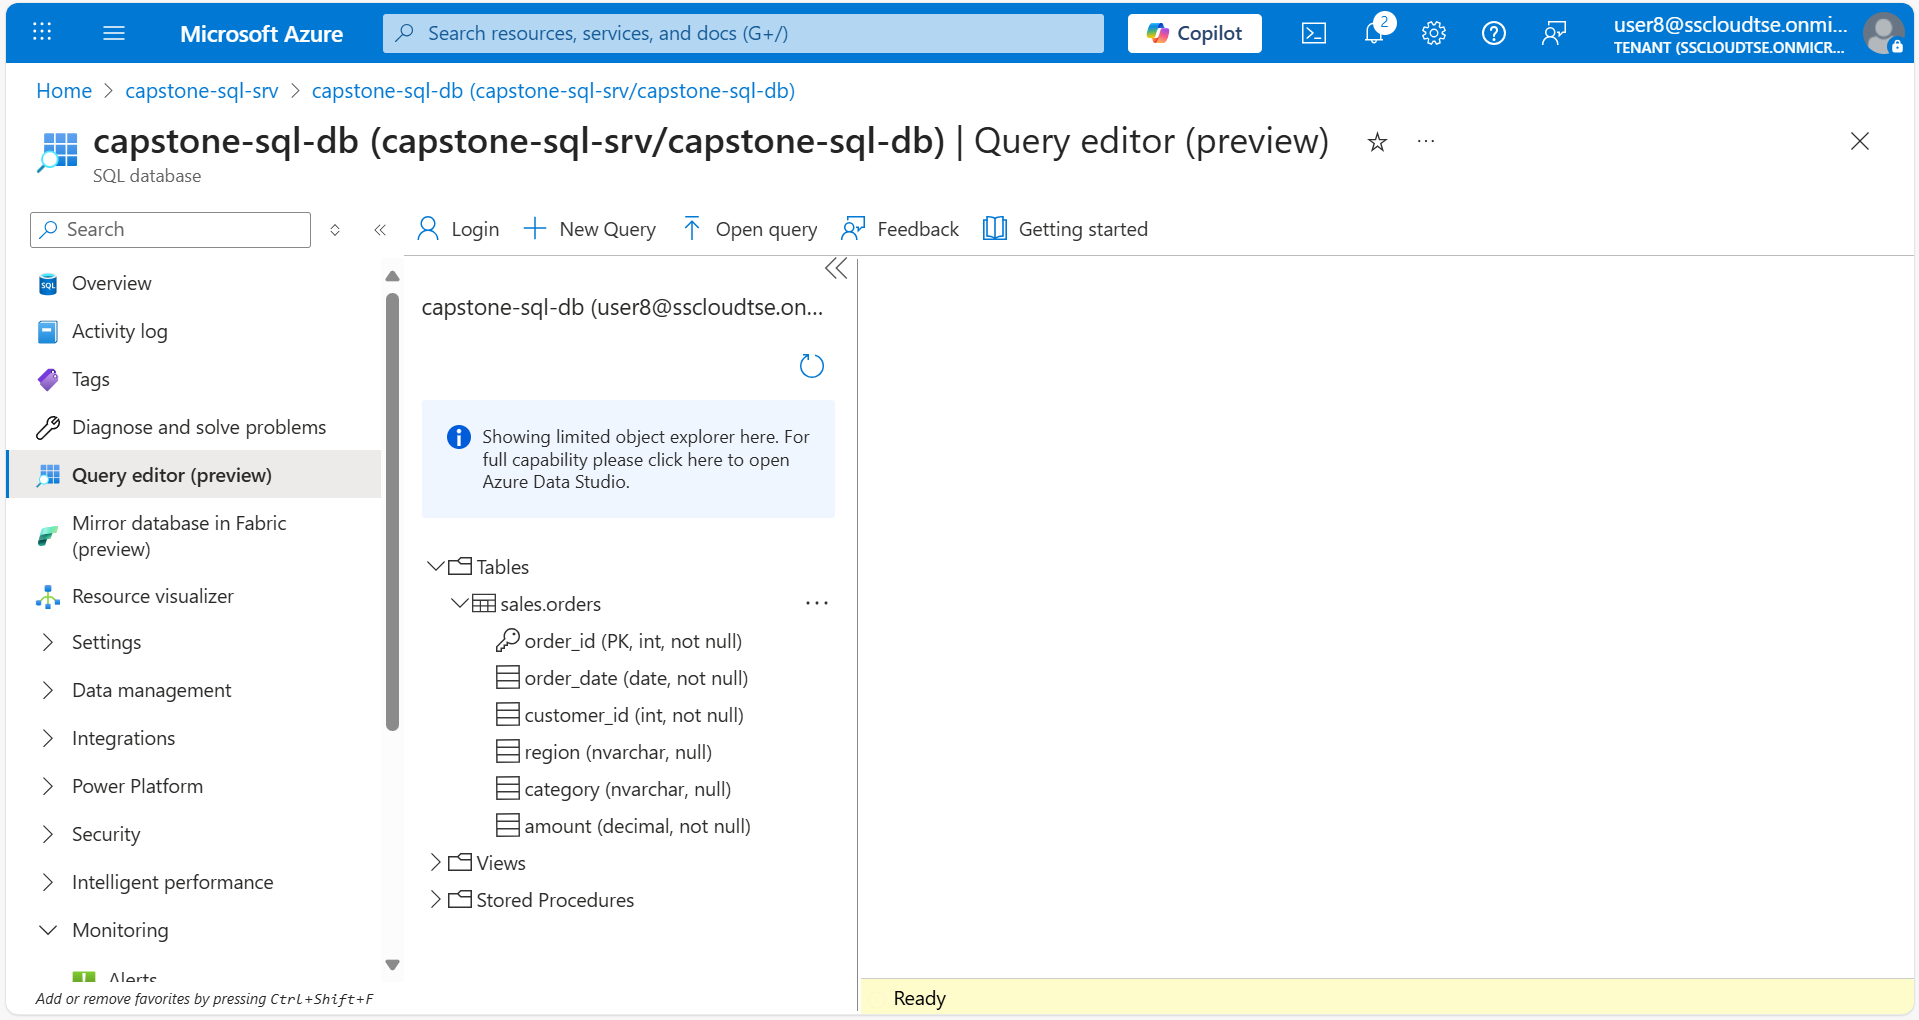 Microsoft Azure
Search resources, services, and docs (G+/)
Copilot
2
user8@sscloudtse.onmi...
TENANT (SSCLOUDTSE.ONMICR...
Home > capstone-sql-srv > capstone-sql-db (capstone-sql-srv/capstone-sql-db)
capstone-sql-db (capstone-sql-srv/capstone-sql-db) | Query editor (preview)
SQL database
Search
Login
New Query
Open query
Feedback
Getting started
SQL
Overview
Activity log
Tags
Diagnose and solve problems
Query editor (preview)
Mirror database in Fabric
(preview)
Resource visualizer
Settings
Data management
Integrations
Power Platform
Security
Intelligent performance
Monitoring
Alerts
Add or remove favorites by pressing Ctrl+Shift+F
capstone-sql-db (user8@sscloudtse.on...
Showing limited object explorer here. For
full capability please click here to open
Azure Data Studio.
Tables
sales.orders
order_id (PK, int, not null)
order_date (date, not null)
customer_id (int, not null)
region (nvarchar, null)
category (nvarchar, null)
amount (decimal, not null)
Views
Stored Procedures
Ready